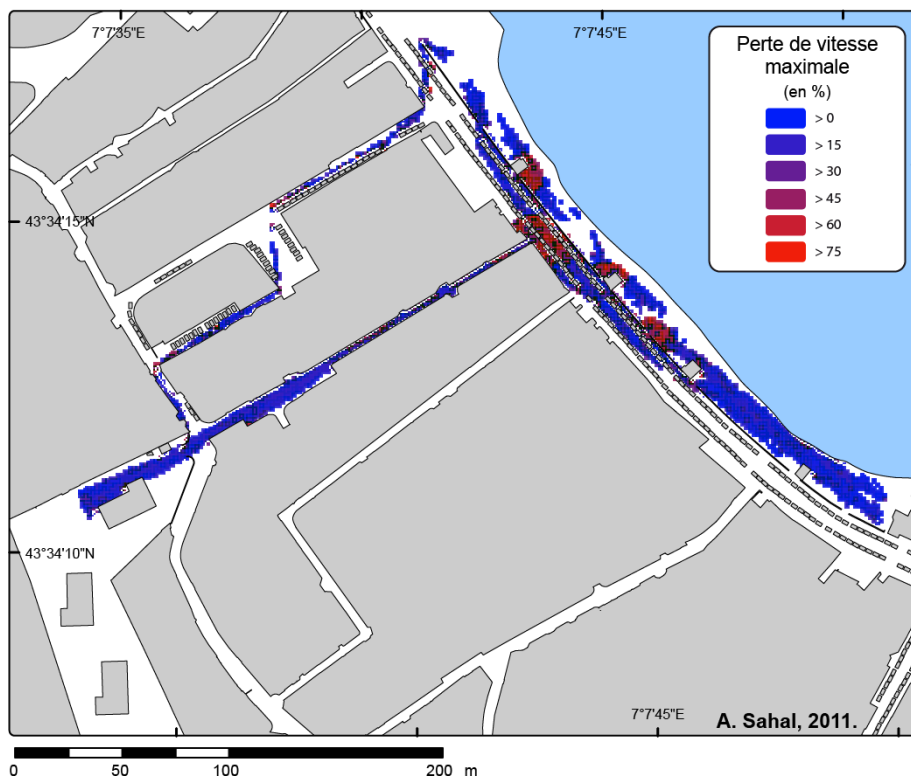 7°7'35"E
7°7'45"E
Perte de vitesse
maximale
(en %)
> 0
> 15
> 30
> 45
> 60
> 75
43°34'15"N
43°34'10"N
7°7'45"E
A. Sahal, 2011.
0 50 100 200 m